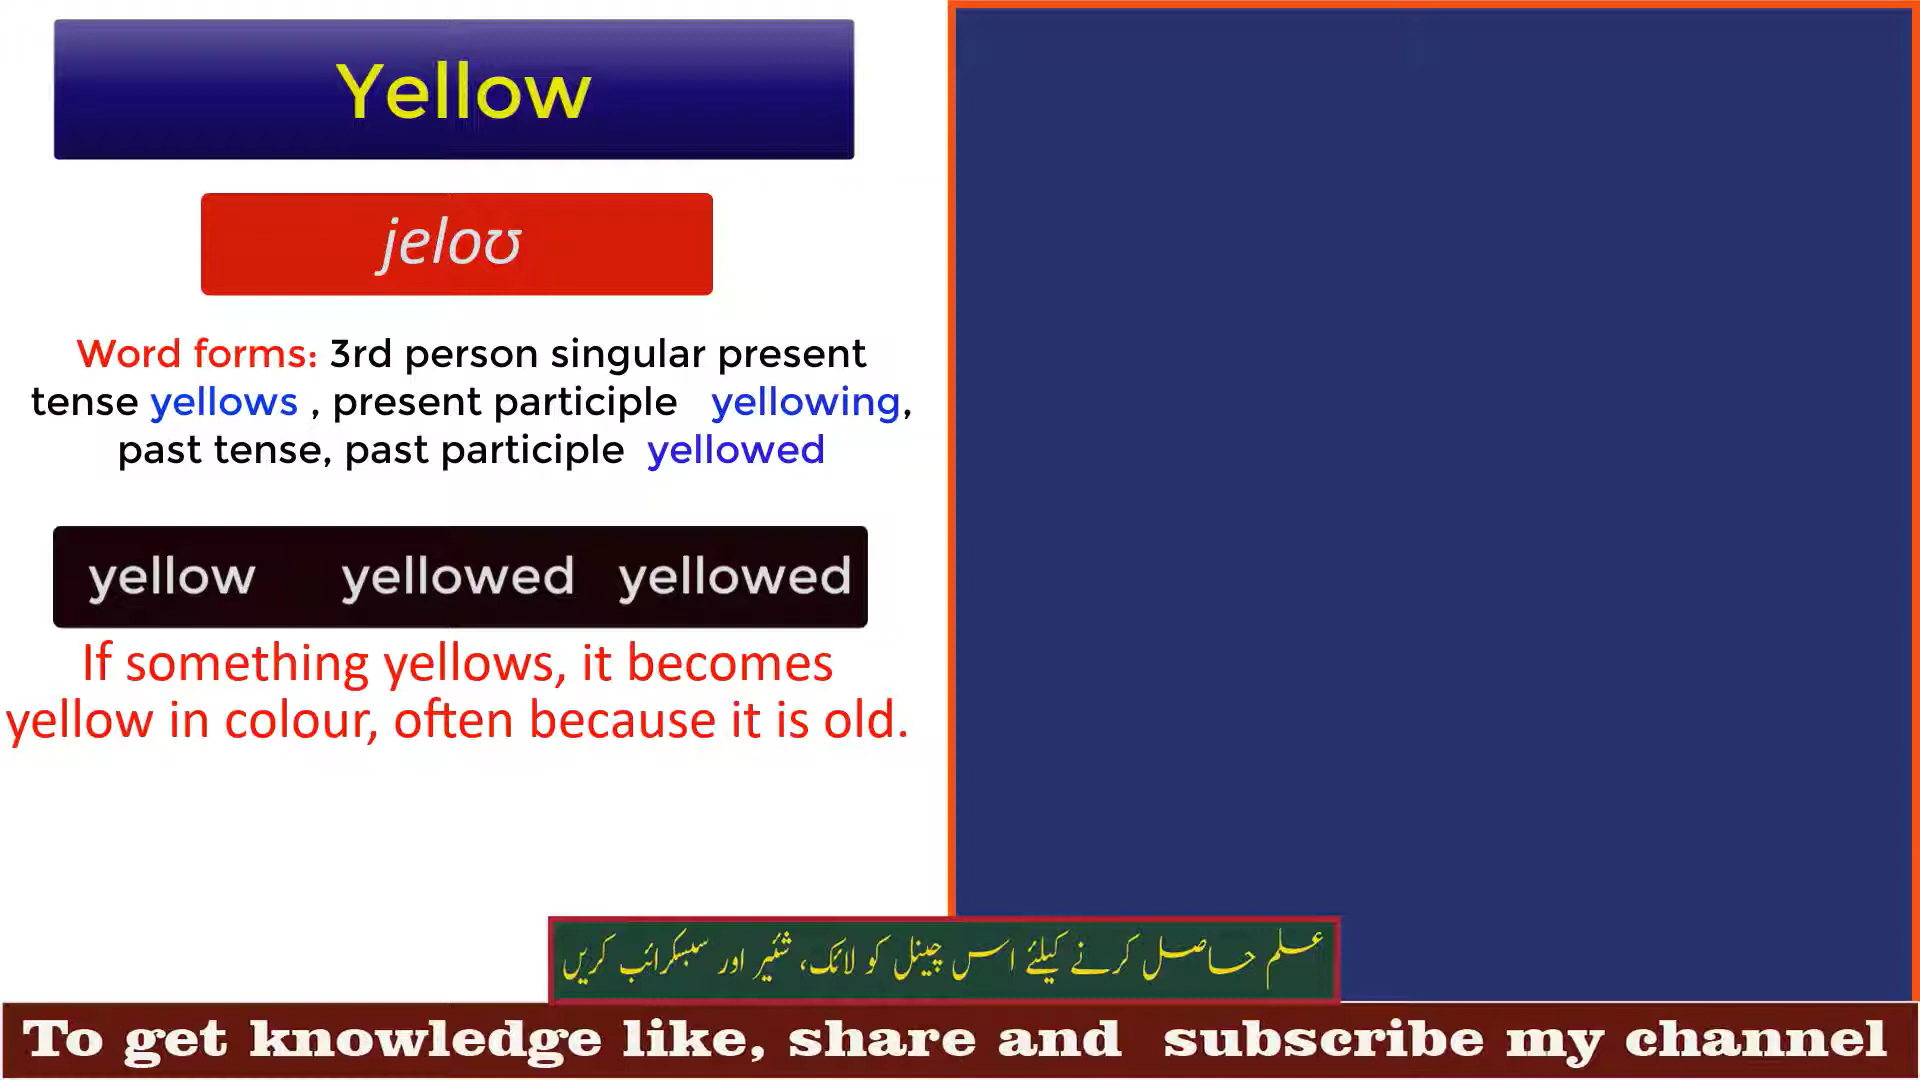 Yellow
jeloʊ
Word forms: 3rd person singular present
tense yellows , present participle yellowing,
past tense, past participle yellowed
yellow yellowed yellowed
If something yellows, it becomes
yellow in colour, often because it is old.
علم حاصل کرنے کیلئے اس چینل کو لائک، شئیر اور سبسکرائب کریں
To get knowledge like, share and subscribe my channel